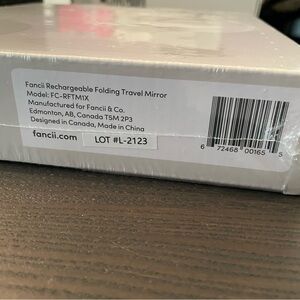 Fancii Rechargeable Folding Travel Mirror
Model: FC-RFTM1X
Manufactured for Fancii & Co.
Edmonton, AB, Canada T5M 2P3
Designed in Canada, Made in China
fancii.com LOT #L-2123
6 72468 00165 5